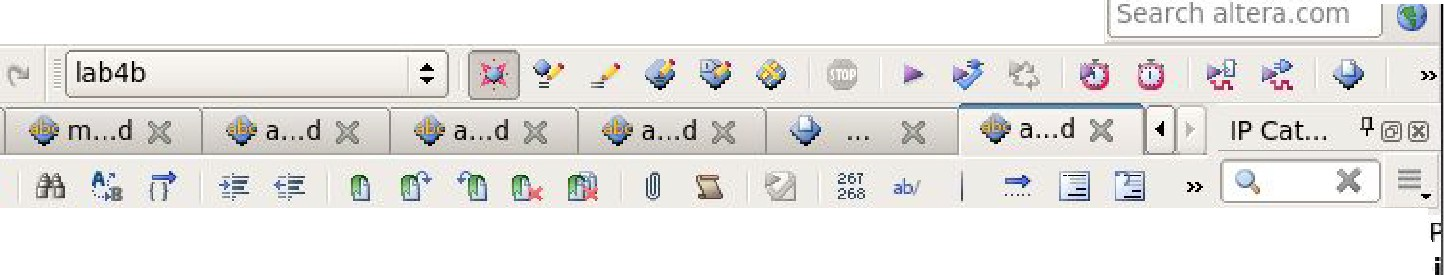 Search altera.com
lab4b
STOP
»
m...d a...d a...d a...d ... a...d IP Cat...
267
268
ab/
»
P
i